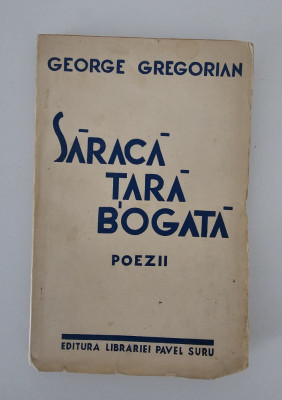 GEORGE GREGORIAN
SĂRACĂ
ȚARĂ
BOGATĂ
POEZII
EDITURA LIBRARIEI PAVEL SURU